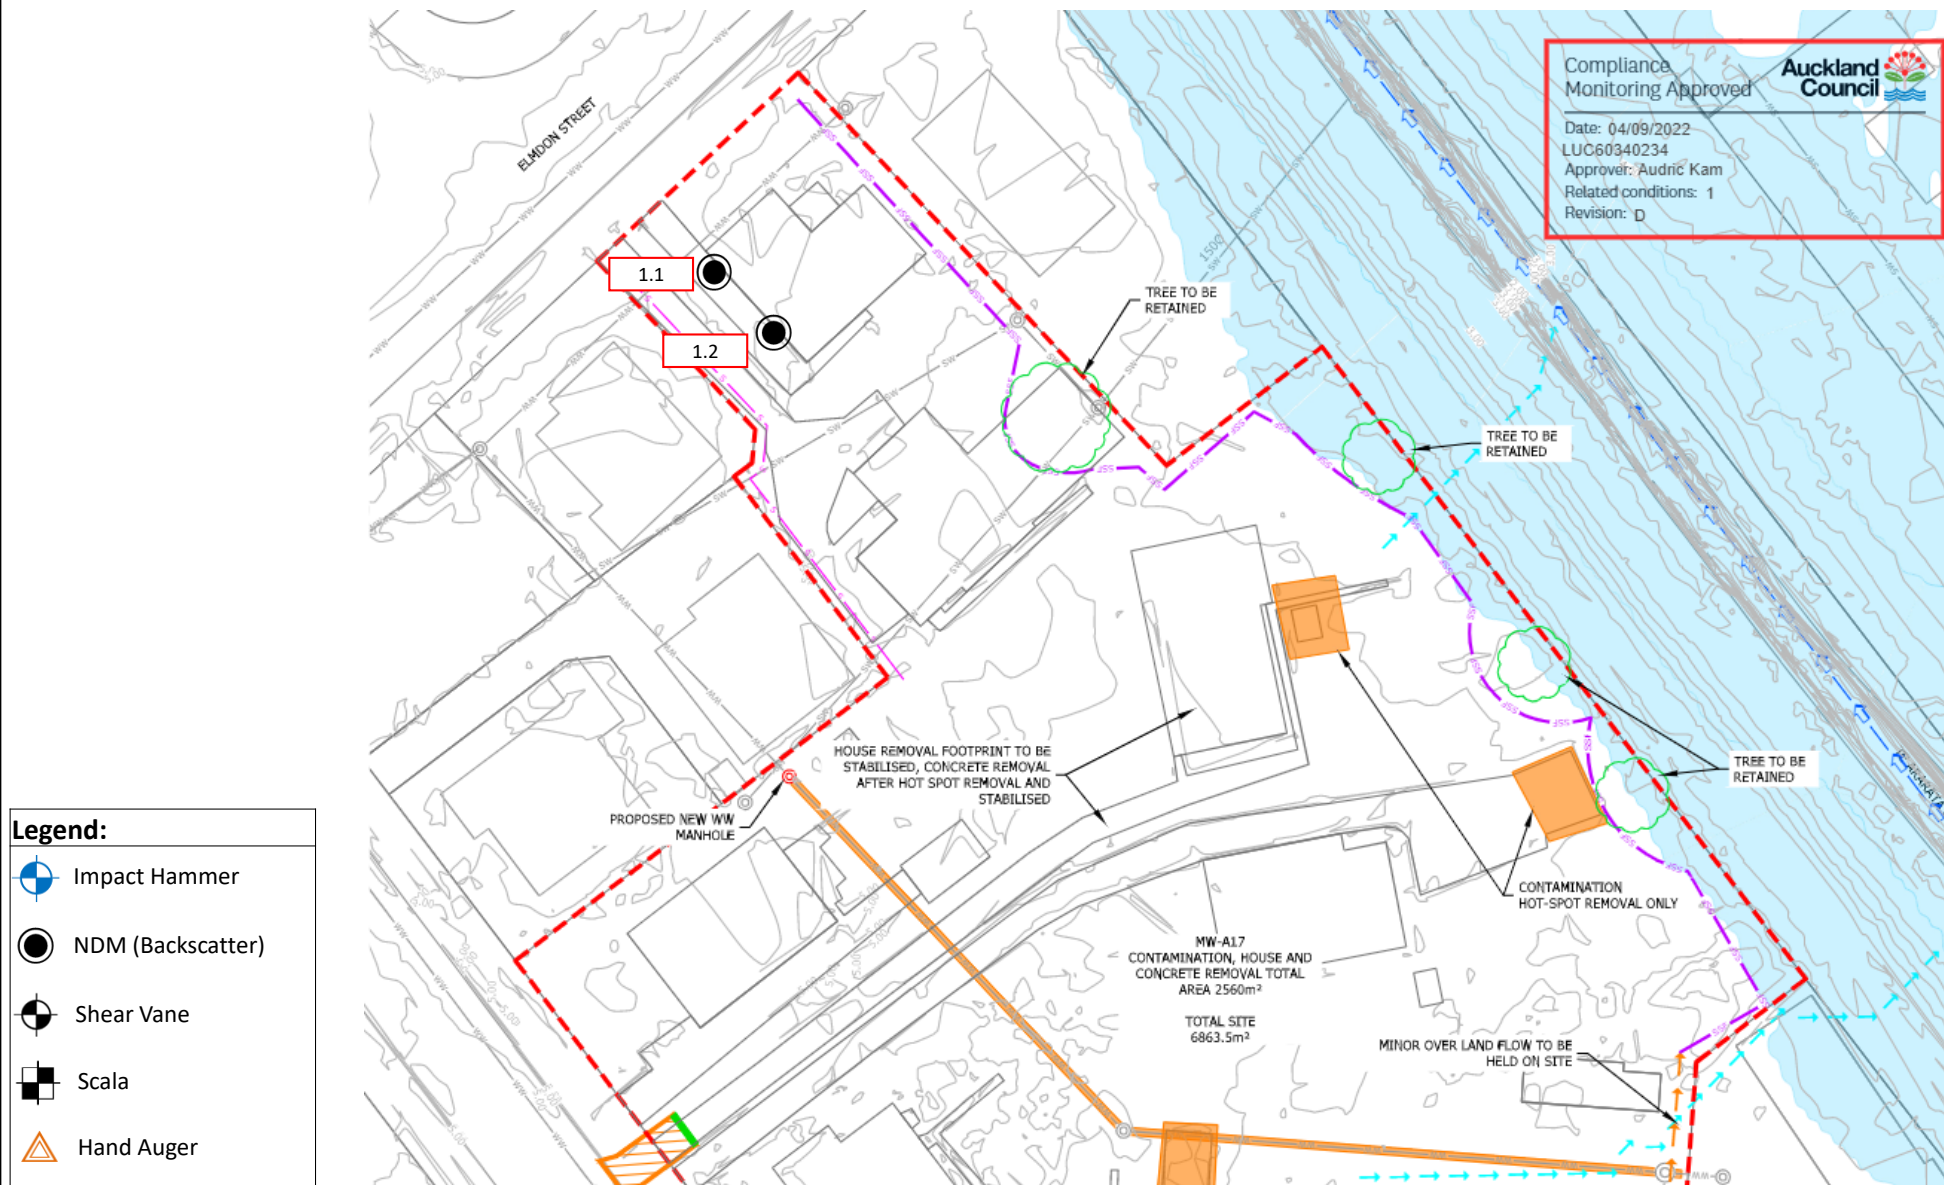 ELMDON STREET
Compliance
Monitoring Approved
Auckland
Council
Date: 04/09/2022
LUC60340234
Approver: Audric Kam
Related conditions: 1
Revision: D
1.1
1.2
1500
TREE TO BE
RETAINED
TREE TO BE
RETAINED
TREE TO BE
RETAINED
HOUSE REMOVAL FOOTPRINT TO BE
STABILISED, CONCRETE REMOVAL
AFTER HOT SPOT REMOVAL AND
STABILISED
PROPOSED NEW WW
MANHOLE
CONTAMINATION
HOT-SPOT REMOVAL ONLY
MW-A17
CONTAMINATION, HOUSE AND
CONCRETE REMOVAL TOTAL
AREA 2560m²
TOTAL SITE
6863.5m²
MINOR OVER LAND FLOW TO BE
HELD ON SITE
Legend:
Impact Hammer
NDM (Backscatter)
Shear Vane
Scala
Hand Auger